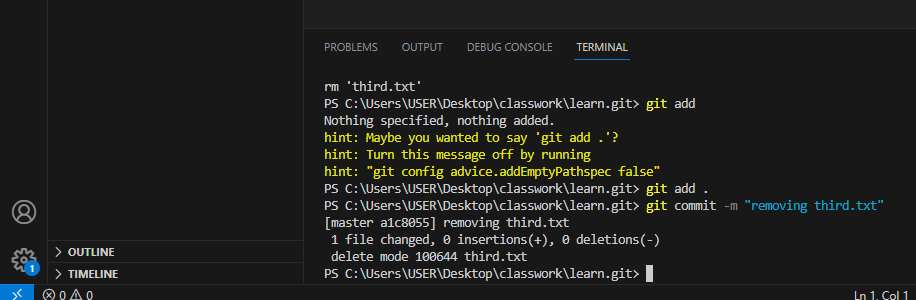 PROBLEMS OUTPUT DEBUG CONSOLE TERMINAL
rm 'third.txt'
PS C:\Users\USER\Desktop\classwork\learn.git> git add
Nothing specified, nothing added.
hint: Maybe you wanted to say 'git add .'?
hint: Turn this message off by running
hint: "git config advice.addEmptyPathspec false"
PS C:\Users\USER\Desktop\classwork\learn.git> git add .
PS C:\Users\USER\Desktop\classwork\learn.git> git commit -m "removing third.txt"
[master a1c8055] removing third.txt
 1 file changed, 0 insertions(+), 0 deletions(-)
 delete mode 100644 third.txt
PS C:\Users\USER\Desktop\classwork\learn.git>
OUTLINE
TIMELINE
1
0 0
Ln 1, Col 1